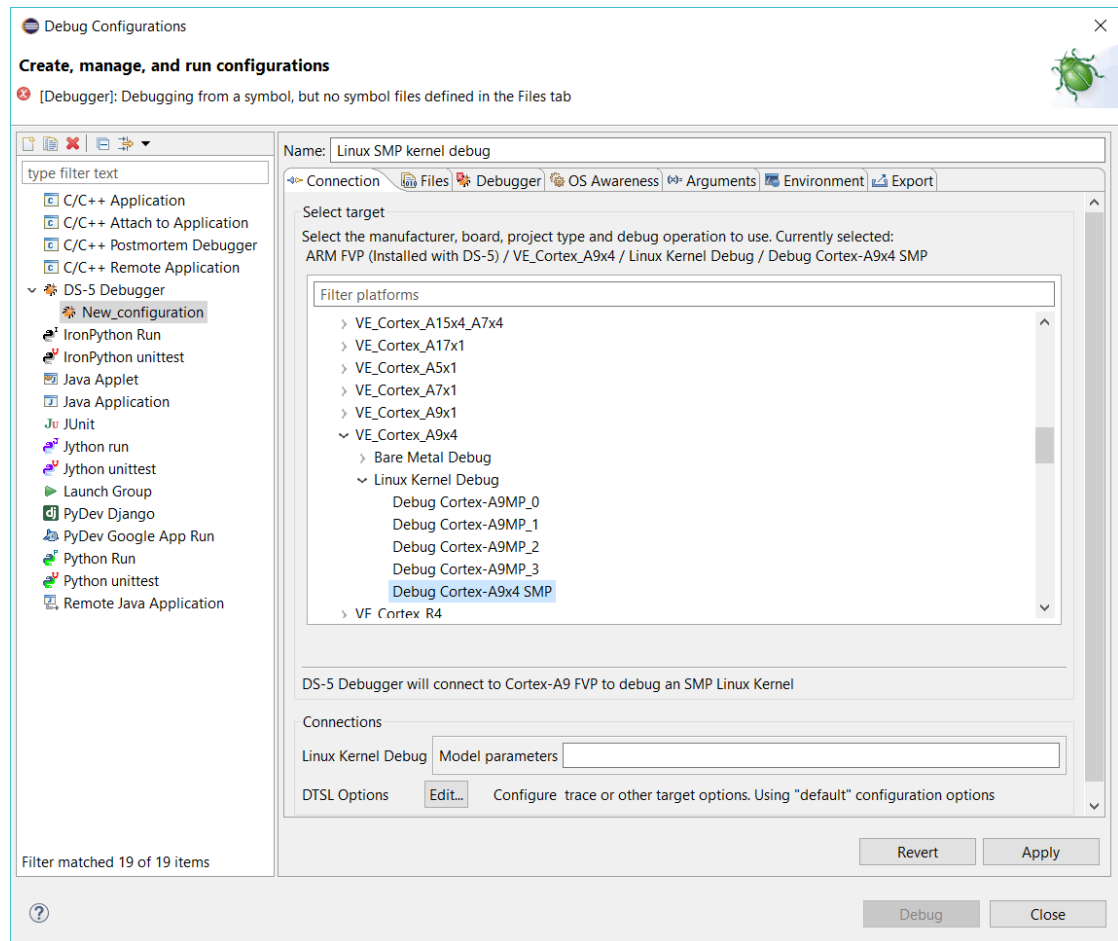 Debug Configurations
Create, manage, and run configurations
[Debugger]: Debugging from a symbol, but no symbol files defined in the Files tab
type filter text
C/C++ Application
C/C++ Attach to Application
C/C++ Postmortem Debugger
C/C++ Remote Application
DS-5 Debugger
New_configuration
IronPython Run
IronPython unittest
Java Applet
Java Application
Ju JUnit
Jython run
Jython unittest
Launch Group
dj PyDev Django
PyDev Google App Run
Python Run
Python unittest
Remote Java Application
Filter matched 19 of 19 items
Name: Linux SMP kernel debug
Connection Files Debugger OS Awareness (x)= Arguments Environment Export
Select target
Select the manufacturer, board, project type and debug operation to use. Currently selected:
ARM FVP (Installed with DS-5) / VE_Cortex_A9x4 / Linux Kernel Debug / Debug Cortex-A9x4 SMP
Filter platforms
VE_Cortex_A15x4_A7x4
VE_Cortex_A17x1
VE_Cortex_A5x1
VE_Cortex_A7x1
VE_Cortex_A9x1
VE_Cortex_A9x4
Bare Metal Debug
Linux Kernel Debug
Debug Cortex-A9MP_0
Debug Cortex-A9MP_1
Debug Cortex-A9MP_2
Debug Cortex-A9MP_3
Debug Cortex-A9x4 SMP
VE_Cortex_R4
DS-5 Debugger will connect to Cortex-A9 FVP to debug an SMP Linux Kernel
Connections
Linux Kernel Debug Model parameters
DTSL Options Edit... Configure trace or other target options. Using "default" configuration options
Revert Apply
? Debug Close